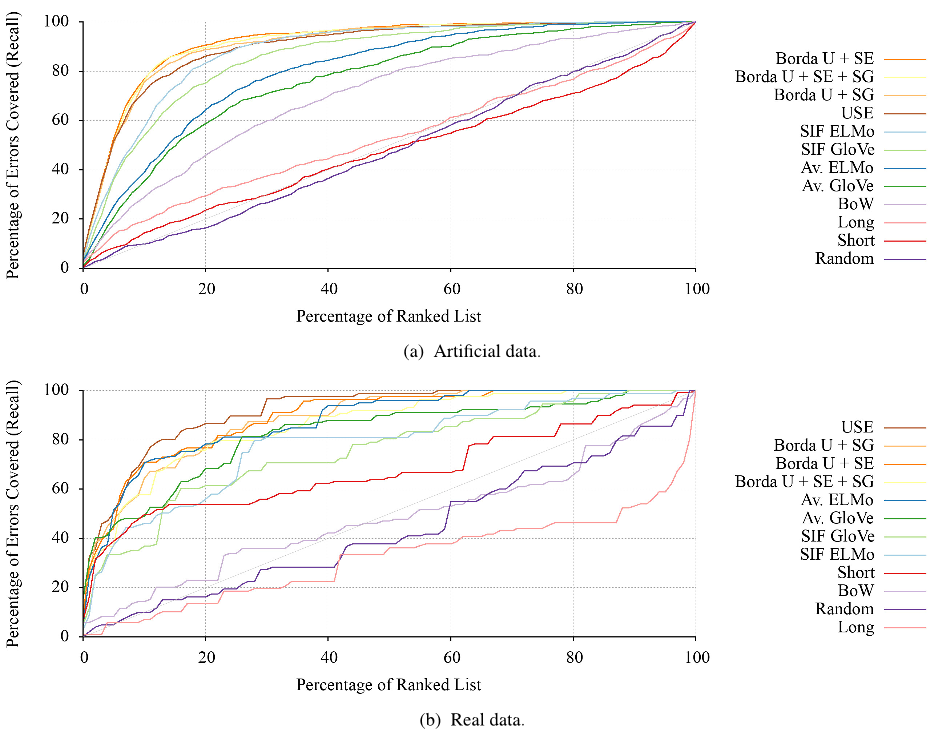 Percentage of Errors Covered (Recall)
100
80
60
40
20
0
0 20 40 60 80 100
Percentage of Ranked List
Borda U + SE
Borda U + SE + SG
Borda U + SG
USE
SIF ELMo
SIF GloVe
Av. ELMo
Av. GloVe
BoW
Long
Short
Random
(a) Artificial data.
Percentage of Errors Covered (Recall)
100
80
60
40
20
0
0 20 40 60 80 100
Percentage of Ranked List
USE
Borda U + SG
Borda U + SE
Borda U + SE + SG
Av. ELMo
Av. GloVe
SIF GloVe
SIF ELMo
Short
BoW
Random
Long
(b) Real data.